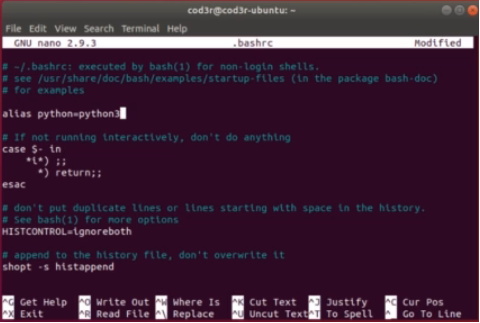 cod3r@cod3r-ubuntu: ~
File Edit View Search Terminal Help
GNU nano 2.9.3 .bashrc Modified
# ~/.bashrc: executed by bash(1) for non-login shells.
# see /usr/share/doc/bash/examples/startup-files (in the package bash-doc)
# for examples
alias python=python3
# If not running interactively, don't do anything
case $- in
*i*) ;;
*) return;;
esac
# don't put duplicate lines or lines starting with space in the history.
# See bash(1) for more options
HISTCONTROL=ignoreboth
# append to the history file, don't overwrite it
shopt -s histappend
^G Get Help ^O Write Out ^W Where Is ^K Cut Text ^J Justify ^C Cur Pos
^X Exit ^R Read File ^\ Replace ^U Uncut Text ^T To Spell ^_ Go To Line